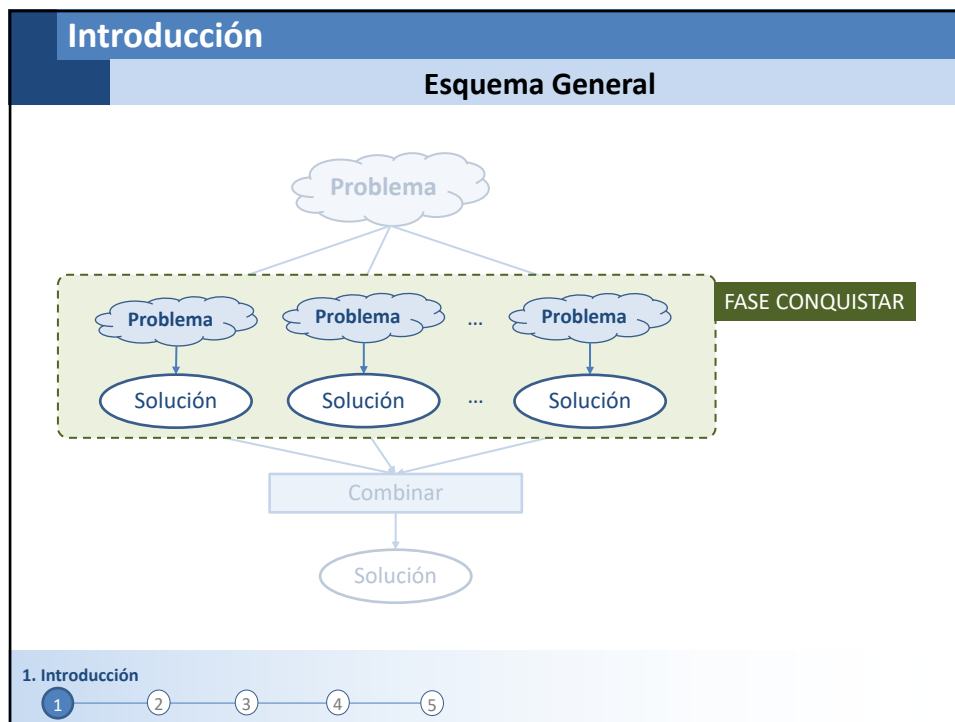 Introducción
Esquema General
Problema
FASE CONQUISTAR
Problema Problema ... Problema
Solución Solución ... Solución
Combinar
Solución
1. Introducción
1 2 3 4 5